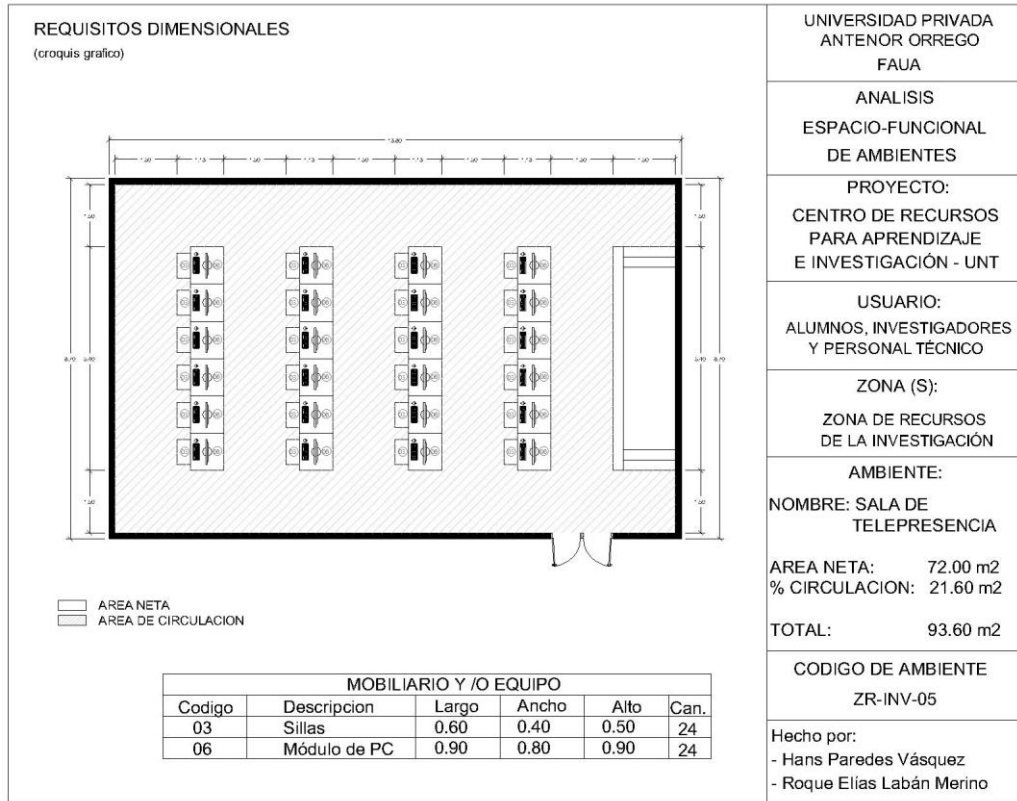 REQUISITOS DIMENSIONALES
(croquis grafico)
AREA NETA
AREA DE CIRCULACION
MOBILIARIO Y /O EQUIPO
Codigo Descripcion Largo Ancho Alto Can.
03 Sillas 0.60 0.40 0.50 24
06 Módulo de PC 0.90 0.80 0.90 24
UNIVERSIDAD PRIVADA
ANTENOR ORREGO
FAUA
ANALISIS
ESPACIO-FUNCIONAL
DE AMBIENTES
PROYECTO:
CENTRO DE RECURSOS
PARA APRENDIZAJE
E INVESTIGACIÓN - UNT
USUARIO:
ALUMNOS, INVESTIGADORES
Y PERSONAL TÉCNICO
ZONA (S):
ZONA DE RECURSOS
DE LA INVESTIGACIÓN
AMBIENTE:
NOMBRE: SALA DE
TELEPRESENCIA
AREA NETA: 72.00 m2
% CIRCULACION: 21.60 m2
TOTAL: 93.60 m2
CODIGO DE AMBIENTE
ZR-INV-05
Hecho por:
- Hans Paredes Vásquez
- Roque Elías Labán Merino